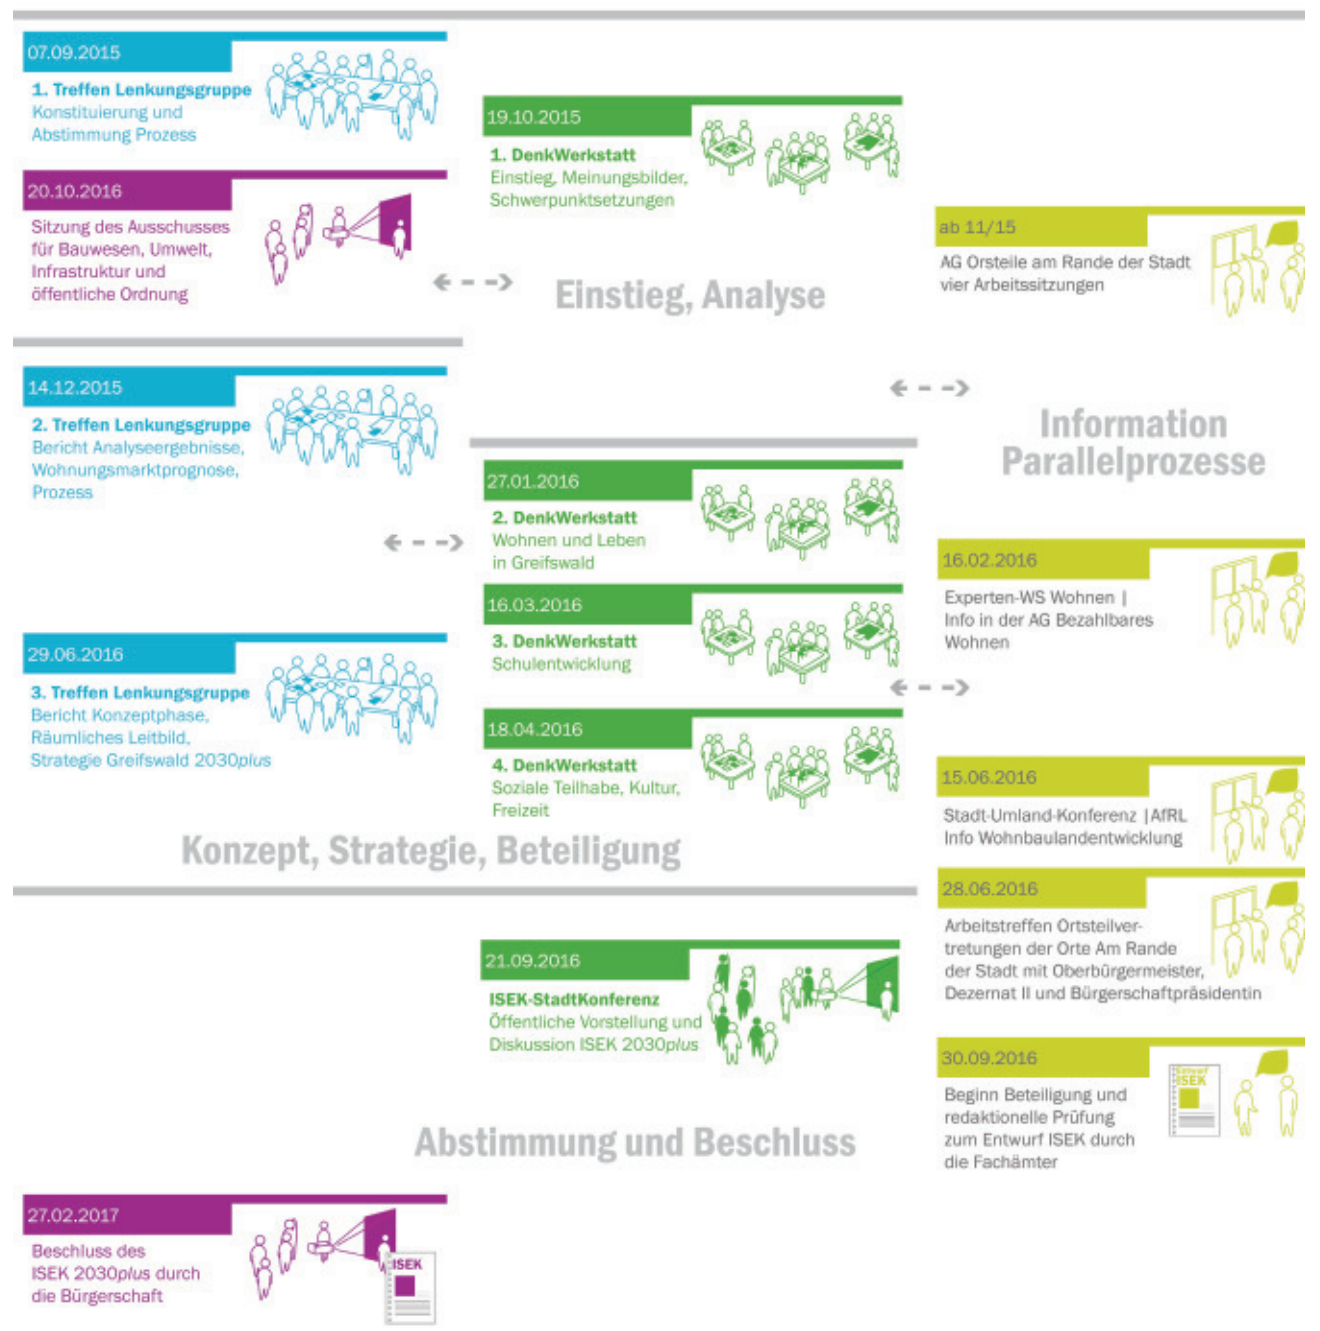 07.09.2015
1. Treffen Lenkungsgruppe
Konstituierung und
Abstimmung Prozess
20.10.2016
Sitzung des Ausschusses
für Bauwesen, Umwelt,
Infrastruktur und
öffentliche Ordnung
19.10.2015
1. DenkWerkstatt
Einstieg, Meinungsbilder,
Schwerpunktsetzungen
ab 11/15
AG Orsteile am Rande der Stadt
vier Arbeitssitzungen
Einstieg, Analyse
14.12.2015
2. Treffen Lenkungsgruppe
Bericht Analyseergebnisse,
Wohnungsmarktprognose,
Prozess
Information
Parallelprozesse
27.01.2016
2. DenkWerkstatt
Wohnen und Leben
in Greifswald
16.03.2016
3. DenkWerkstatt
Schulentwicklung
16.02.2016
Experten-WS Wohnen |
Info in der AG Bezahlbares
Wohnen
29.06.2016
3. Treffen Lenkungsgruppe
Bericht Konzeptphase,
Räumliches Leitbild,
Strategie Greifswald 2030plus
18.04.2016
4. DenkWerkstatt
Soziale Teilhabe, Kultur,
Freizeit
15.06.2016
Stadt-Umland-Konferenz |AfRL
Info Wohnbaulandentwicklung
Konzept, Strategie, Beteiligung
28.06.2016
Arbeitstreffen Ortsteilver-
tretungen der Orte Am Rande
der Stadt mit Oberbürgermeister,
Dezernat II und Bürgerschaftpräsidentin
21.09.2016
ISEK-StadtKonferenz
Öffentliche Vorstellung und
Diskussion ISEK 2030plus
30.09.2016
Beginn Beteiligung und
redaktionelle Prüfung
zum Entwurf ISEK durch
die Fachämter
Entwurf
ISEK
Abstimmung und Beschluss
27.02.2017
Beschluss des
ISEK 2030plus durch
die Bürgerschaft
ISEK